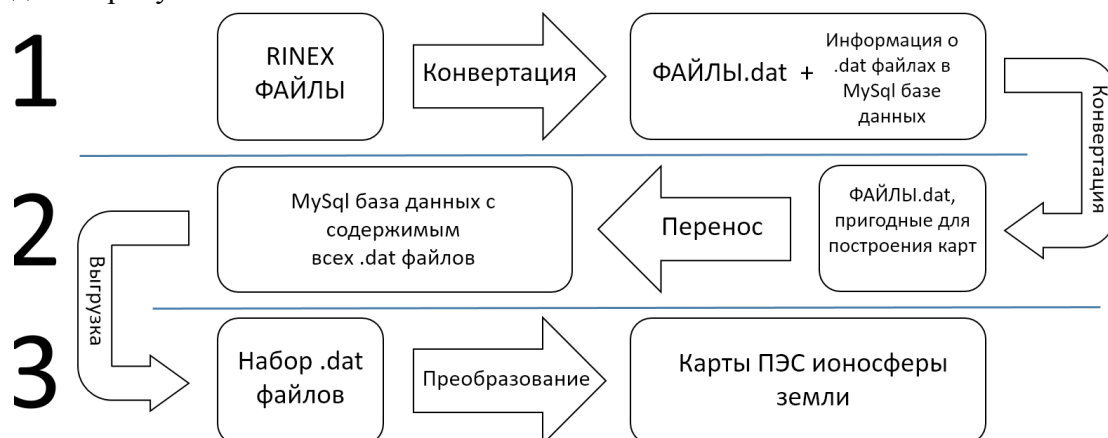 1
RINEX
ФАЙЛЫ
Конвертация
ФАЙЛЫ.dat +
Информация о
.dat файлах в
MySql базе
данных
Конвертация
2
MySql база данных с
содержимым
всех .dat файлов
Перенос
ФАЙЛЫ.dat,
пригодные для
построения карт
Выгрузка
3
Набор .dat
файлов
Преобразование
Карты ПЭС ионосферы
земли